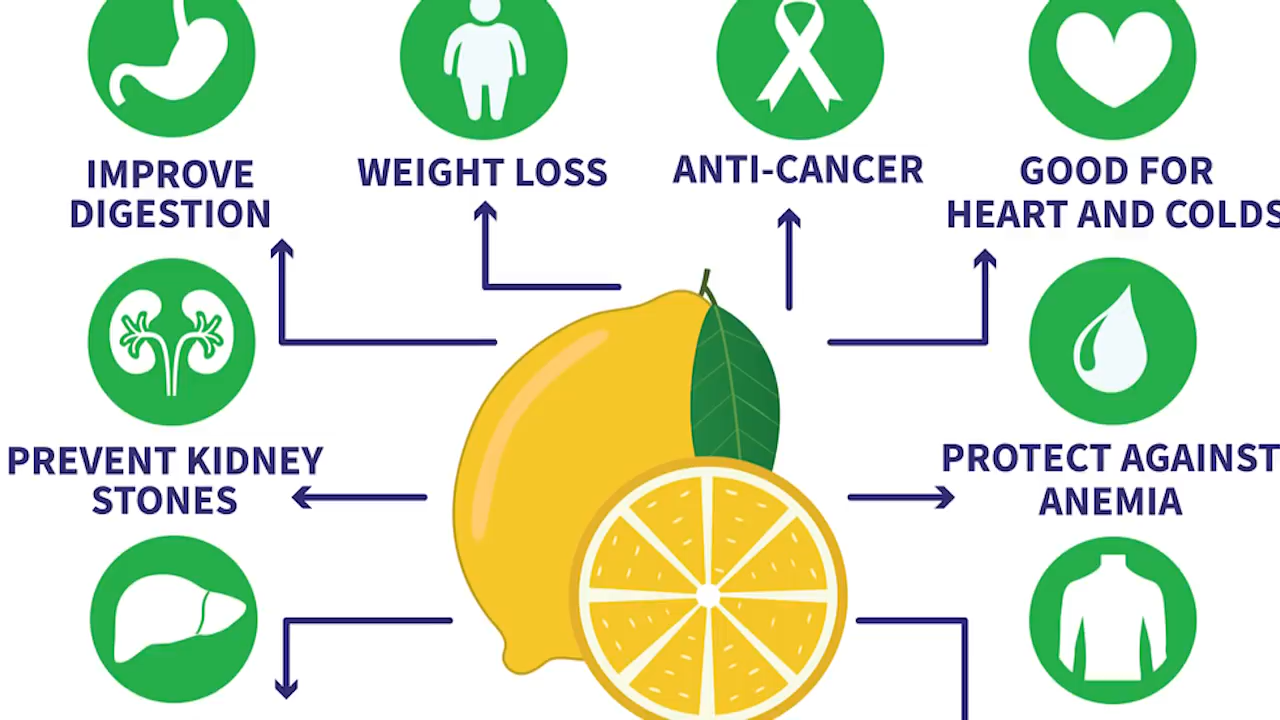 IMPROVE
DIGESTION
WEIGHT LOSS
ANTI-CANCER
GOOD FOR
HEART AND COLDS
PREVENT KIDNEY
STONES
PROTECT AGAINST
ANEMIA